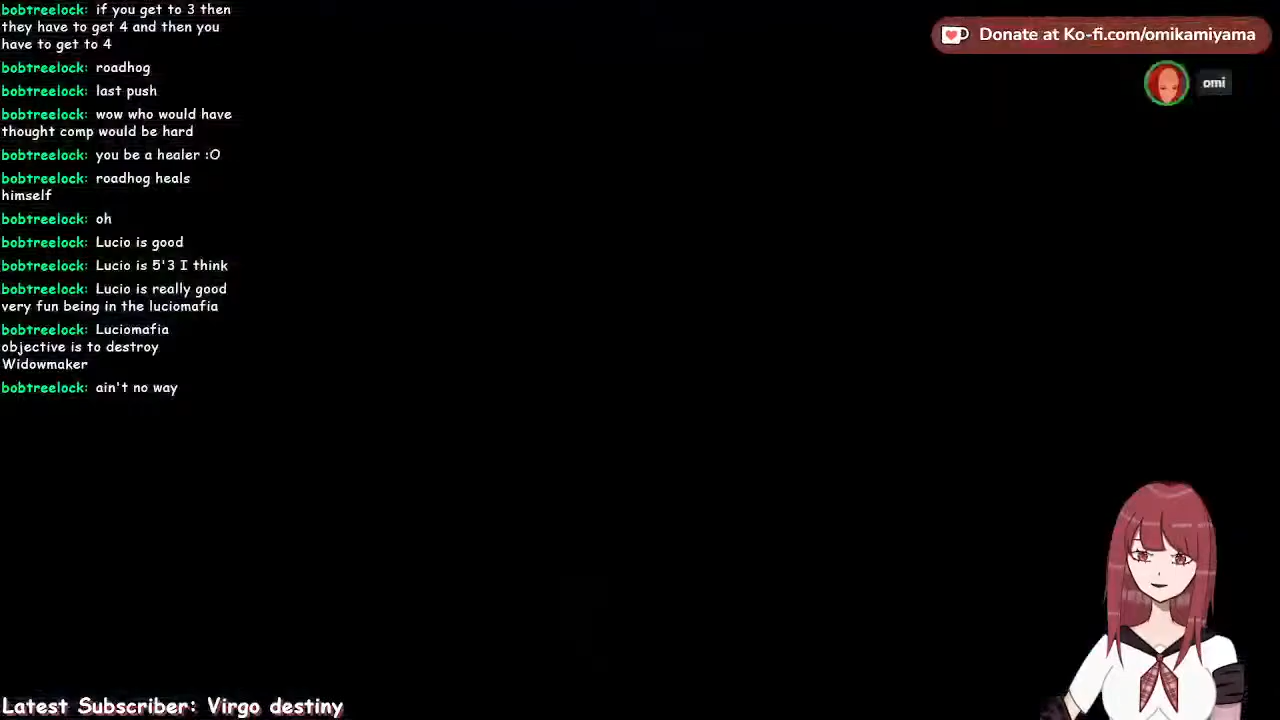 bobtreelock: if you get to 3 then
they have to get 4 and then you
have to get to 4
bobtreelock: roadhog
bobtreelock: last push
bobtreelock: wow who would have
thought comp would be hard
bobtreelock: you be a healer :O
bobtreelock: roadhog heals
himself
bobtreelock: oh
bobtreelock: Lucio is good
bobtreelock: Lucio is 5'3 I think
bobtreelock: Lucio is really good
very fun being in the luciomafia
bobtreelock: Luciomafia
objective is to destroy
Widowmaker
bobtreelock: ain't no way
Donate at Ko-fi.com/omikamiyama
omi
Latest Subscriber: Virgo destiny